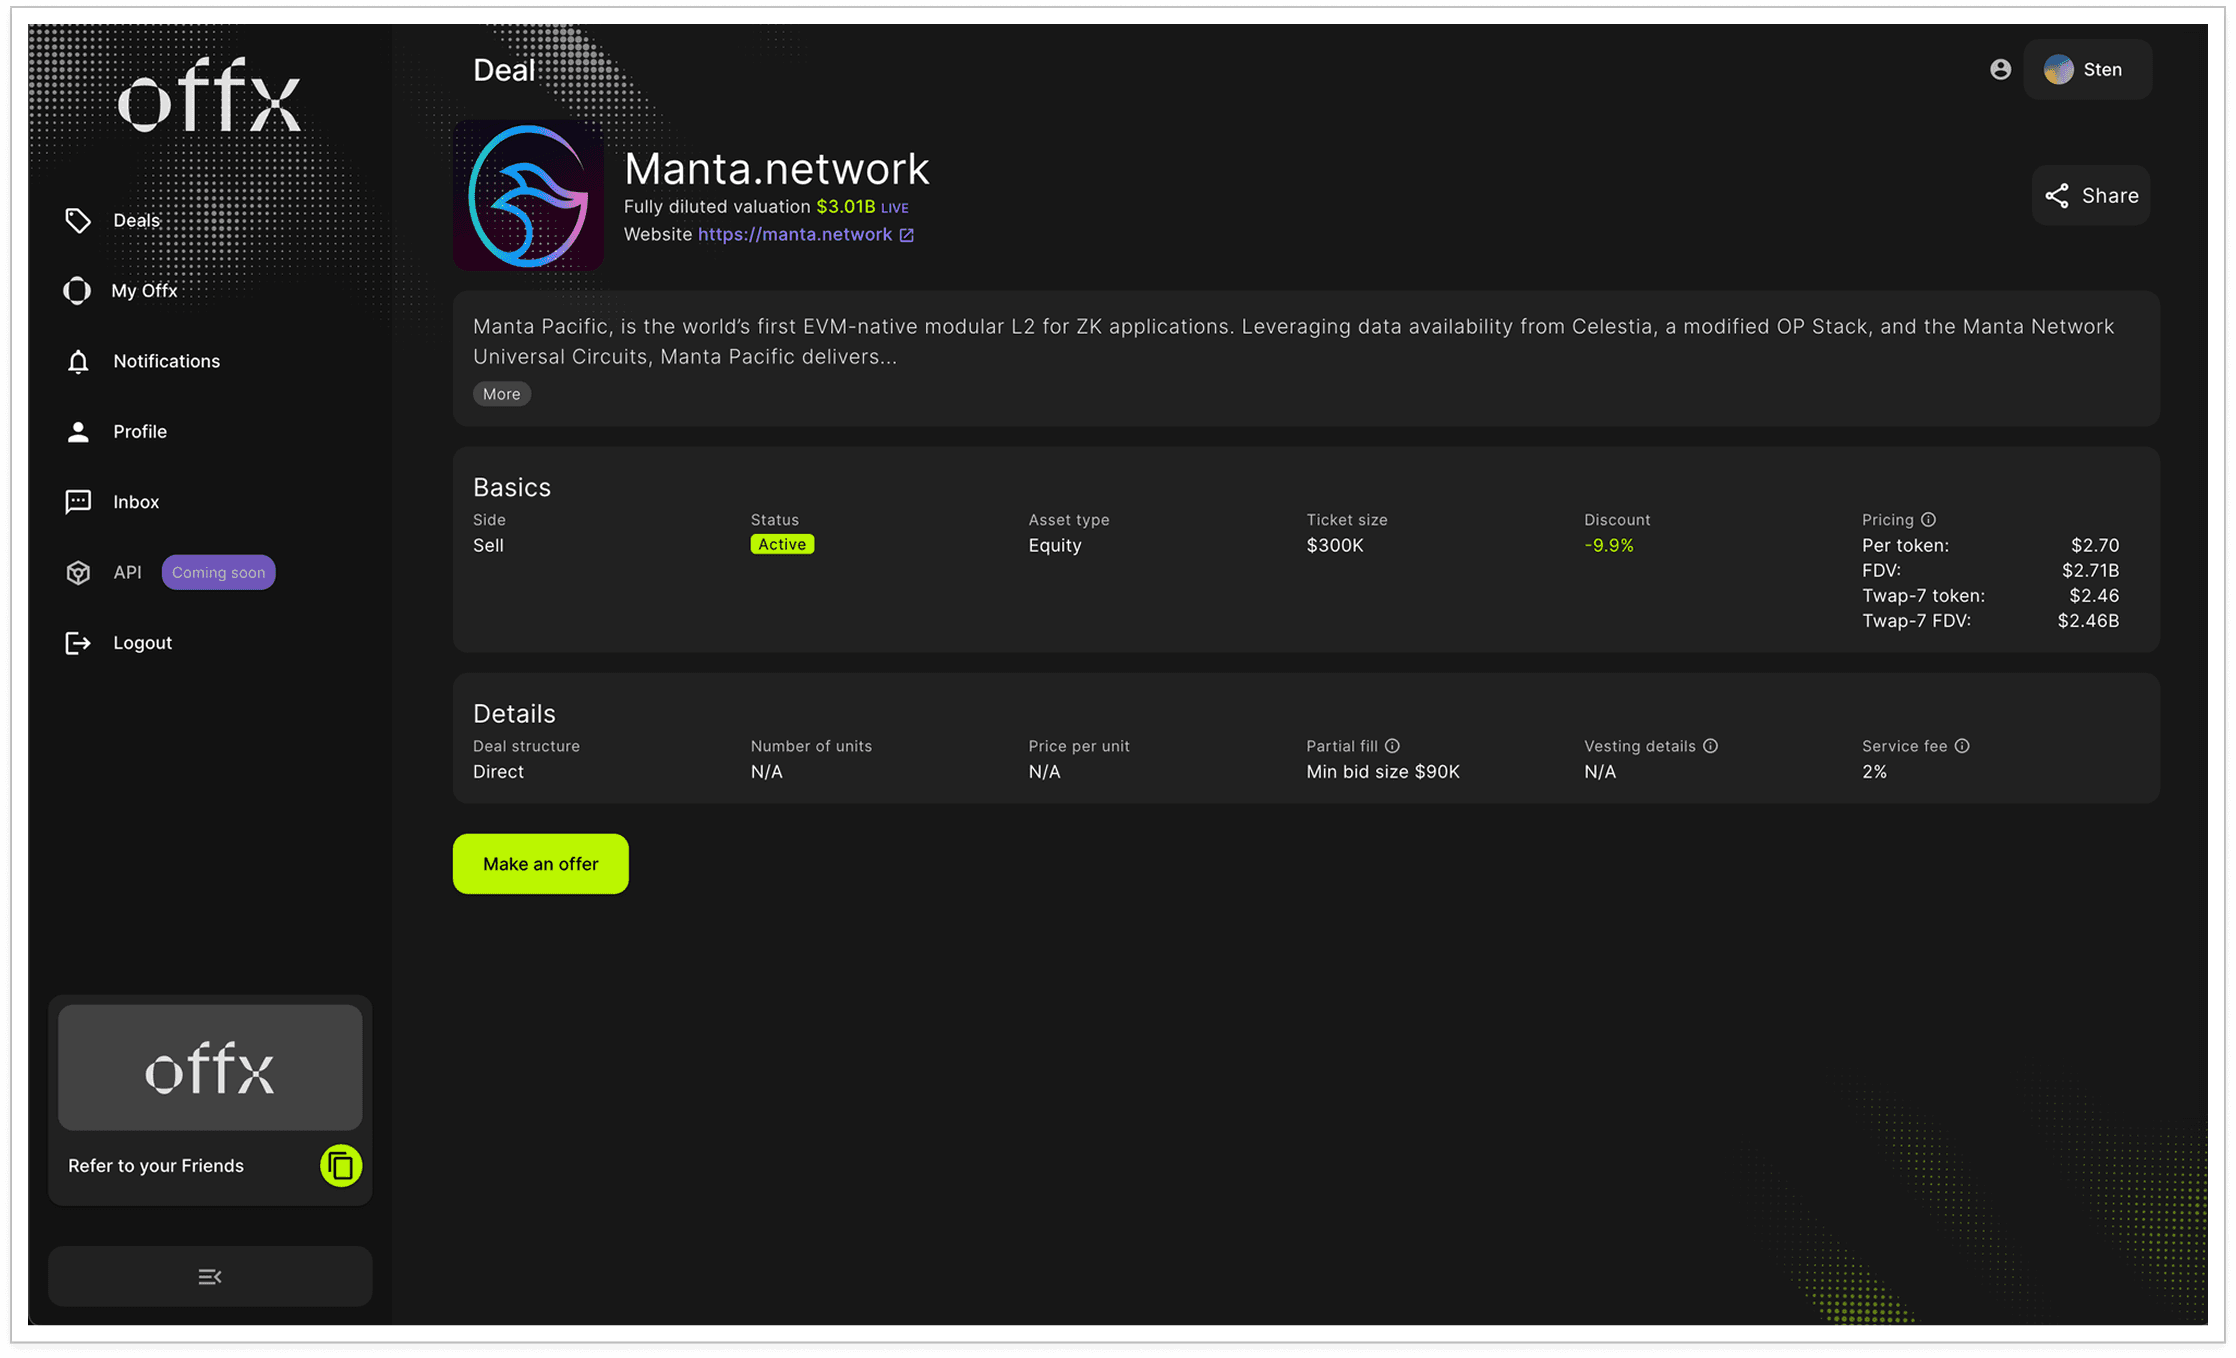 offx
Deals
My Offx
Notifications
Profile
Inbox
API Coming soon
Logout
offx
Refer to your Friends
Deal
Sten
Manta.network
Fully diluted valuation $3.01B LIVE
Website https://manta.network
Share
Manta Pacific, is the world’s first EVM-native modular L2 for ZK applications. Leveraging data availability from Celestia, a modified OP Stack, and the Manta Network
Universal Circuits, Manta Pacific delivers...
More
Basics
Side
Sell
Status
Active
Asset type
Equity
Ticket size
$300K
Discount
-9.9%
Pricing
Per token: $2.70
FDV: $2.71B
Twap-7 token: $2.46
Twap-7 FDV: $2.46B
Details
Deal structure
Direct
Number of units
N/A
Price per unit
N/A
Partial fill
Min bid size $90K
Vesting details
N/A
Service fee
2%
Make an offer